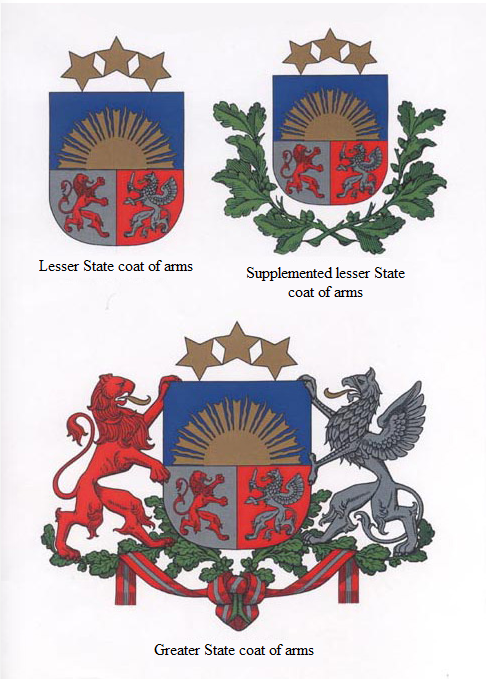 Lesser State coat of arms
Supplemented lesser State
coat of arms
Greater State coat of arms